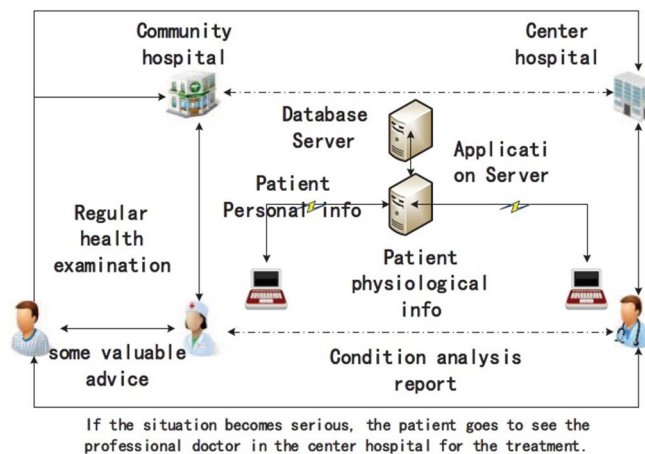 Community
hospital
Center
hospital
Database
Server
Applicati
on Server
Patient
Personal info
Regular
health
examination
Patient
physiological
info
some valuable
advice
Condition analysis
report
If the situation becomes serious, the patient goes to see the
professional doctor in the center hospital for the treatment.